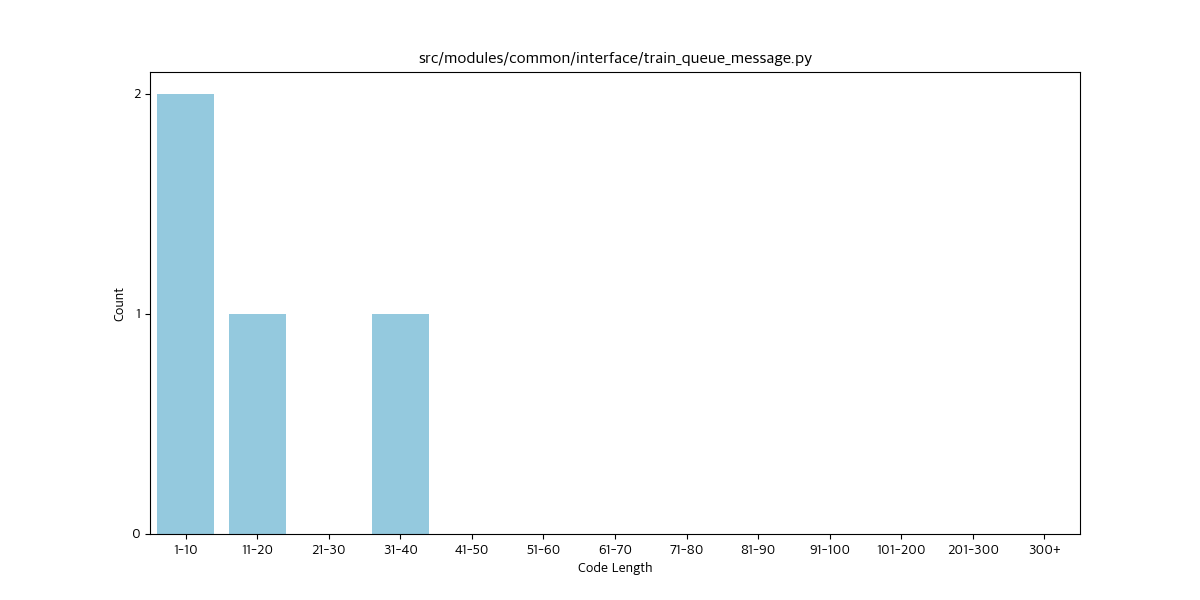 src/modules/common/interface/train_queue_message.py
2
1
0
Count
1-10 11-20 21-30 31-40 41-50 51-60 61-70 71-80 81-90 91-100 101-200 201-300 300+
Code Length